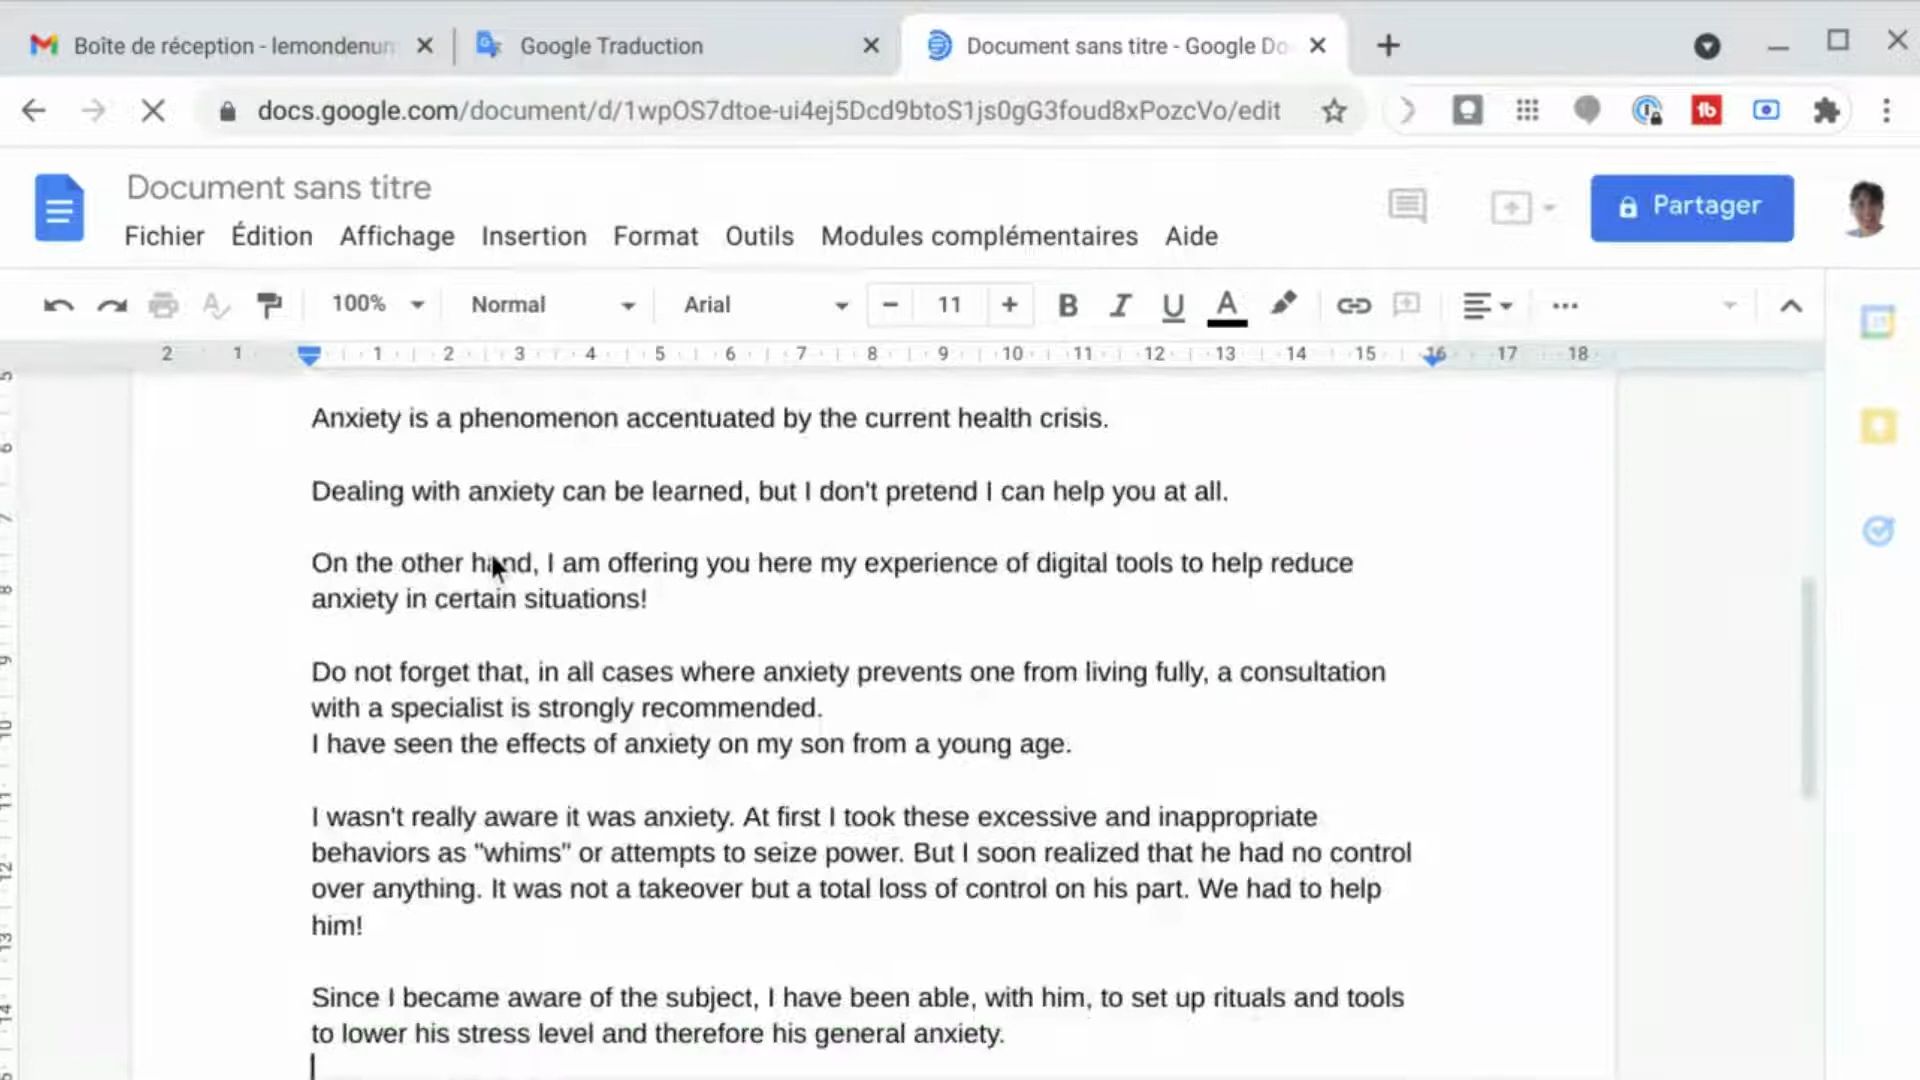 Boîte de réception - lemondenum
Google Traduction
Document sans titre - Google Do
docs.google.com/document/d/1wpOS7dtoe-ui4ej5Dcd9btoS1js0gG3foud8xPozcVo/edit
Document sans titre
Partager
Fichier Édition Affichage Insertion Format Outils Modules complémentaires Aide
100% Normal Arial 11
2 1 1 2 3 4 5 6 7 8 9 10 11 12 13 14 15 16 17 18
Anxiety is a phenomenon accentuated by the current health crisis.
Dealing with anxiety can be learned, but I don't pretend I can help you at all.
On the other hand, I am offering you here my experience of digital tools to help reduce
anxiety in certain situations!
Do not forget that, in all cases where anxiety prevents one from living fully, a consultation
with a specialist is strongly recommended.
I have seen the effects of anxiety on my son from a young age.
I wasn't really aware it was anxiety. At first I took these excessive and inappropriate
behaviors as "whims" or attempts to seize power. But I soon realized that he had no control
over anything. It was not a takeover but a total loss of control on his part. We had to help
him!
Since I became aware of the subject, I have been able, with him, to set up rituals and tools
to lower his stress level and therefore his general anxiety.